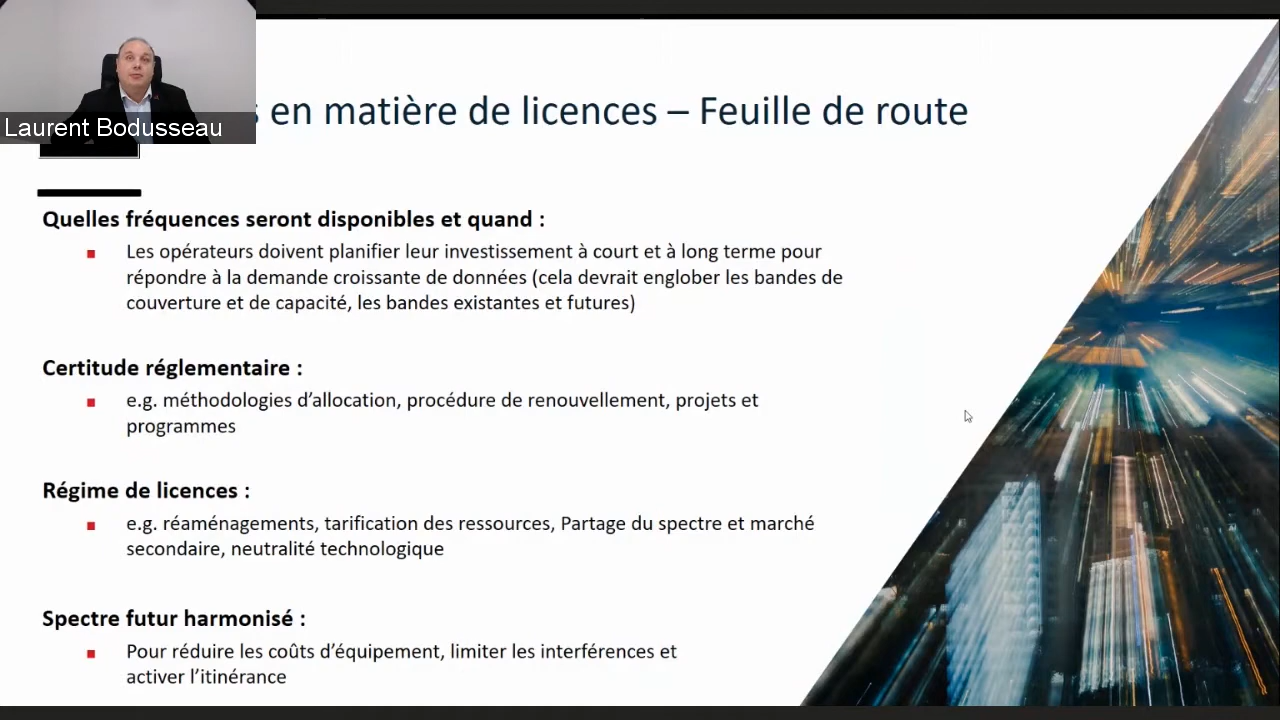 Laurent Bodusseau
en matière de licences – Feuille de route
Quelles fréquences seront disponibles et quand :
Les opérateurs doivent planifier leur investissement à court et à long terme pour
répondre à la demande croissante de données (cela devrait englober les bandes de
couverture et de capacité, les bandes existantes et futures)
Certitude réglementaire :
e.g. méthodologies d’allocation, procédure de renouvellement, projets et
programmes
Régime de licences :
e.g. réaménagements, tarification des ressources, Partage du spectre et marché
secondaire, neutralité technologique
Spectre futur harmonisé :
Pour réduire les coûts d’équipement, limiter les interférences et
activer l’itinérance